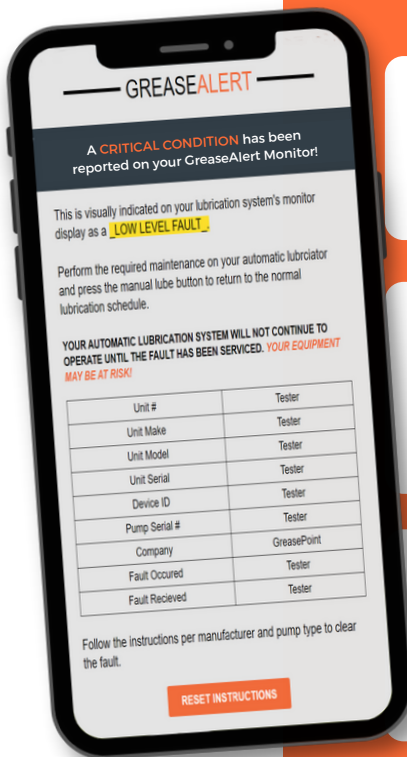 GREASEALERT
A CRITICAL CONDITION has been
reported on your GreaseAlert Monitor!
This is visually indicated on your lubrication system's monitor
display as a _LOW LEVEL FAULT_.
Perform the required maintenance on your automatic lubrciator
and press the manual lube button to return to the normal
lubrication schedule.
YOUR AUTOMATIC LUBRICATION SYSTEM WILL NOT CONTINUE TO
OPERATE UNTIL THE FAULT HAS BEEN SERVICED. YOUR EQUIPMENT
MAY BE AT RISK!
Unit # Tester
Unit Make Tester
Unit Model Tester
Unit Serial Tester
Device ID Tester
Pump Serial # Tester
Company GreasePoint
Fault Occured Tester
Fault Recieved Tester
Follow the instructions per manufacturer and pump type to clear
the fault.
RESET INSTRUCTIONS